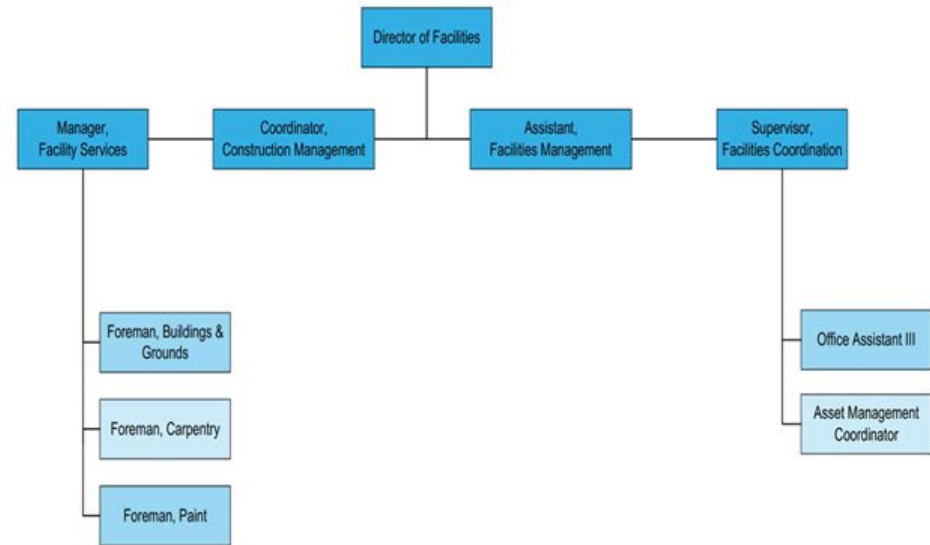 Director of Facilities
Manager,
Facility Services
Coordinator,
Construction Management
Assistant,
Facilities Management
Supervisor,
Facilities Coordination
Foreman, Buildings &
Grounds
Foreman, Carpentry
Foreman, Paint
Office Assistant III
Asset Management
Coordinator